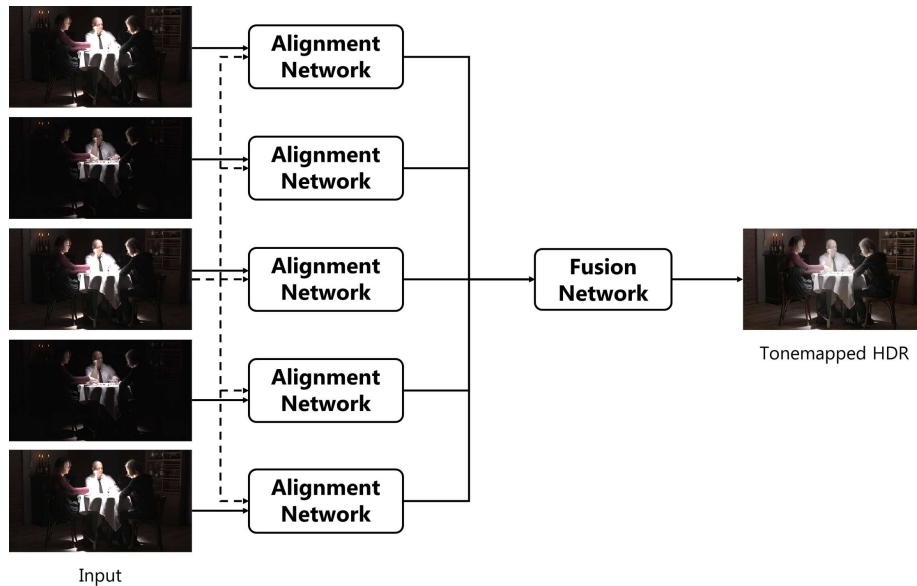 Alignment
Network
Alignment
Network
Alignment
Network
Fusion
Network
Tonemapped HDR
Alignment
Network
Alignment
Network
Input